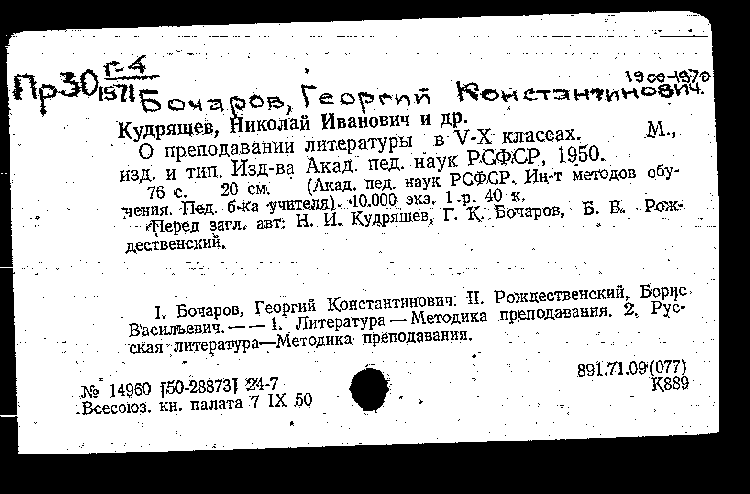 Пр30 Г-4
1571
1900-1970
Бочаров, Георгий Константинович.
Кудрящев, Николай Иванович и др.
О преподавании литературы в V-X классах. М.,
изд. и тип. Изд-ва Акад. пед. наук РСФСР, 1950.
76 с. 20 см. (Акад. пед. наук РСФСР. Ин-т методов обу-
чения. Пед. б-ка учителя). 10.000 экз. 1 р. 40 к.
Перед загл. авт: Н. И. Кудряшев, Г. К. Бочаров, Б. В. Рож-
дественский.
I. Бочаров, Георгий Константинович. II. Рождественский, Борис
Васильевич. — — 1. Литература — Методика преподавания. 2. Рус-
ская литература—Методика преподавания.
891.71.09(077)
К889
№ 14960 [50-28873] 24-7
Всесоюз. кн. палата 7 IX 50